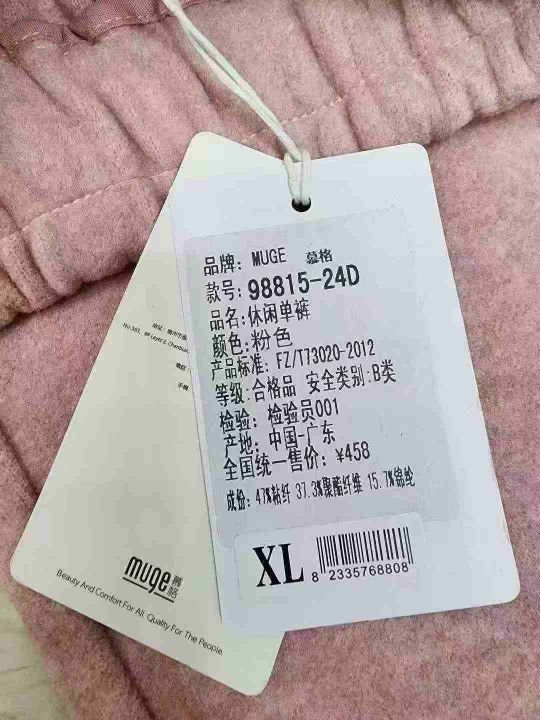 品牌: MUGE 慕格
款号: 98815-24D
品名:休闲单裤
颜色:粉色
产品标准: FZ/T73020-2012
等级:合格品 安全类别:B类
检验: 检验员001
产地: 中国-广东
全国统一售价: ¥458
成份: 47%粘纤 37.3%聚酯纤维 15.7%锦纶
XL
8 2335768808
muge 慕格
Beauty And Comfort For All Quality For The People.